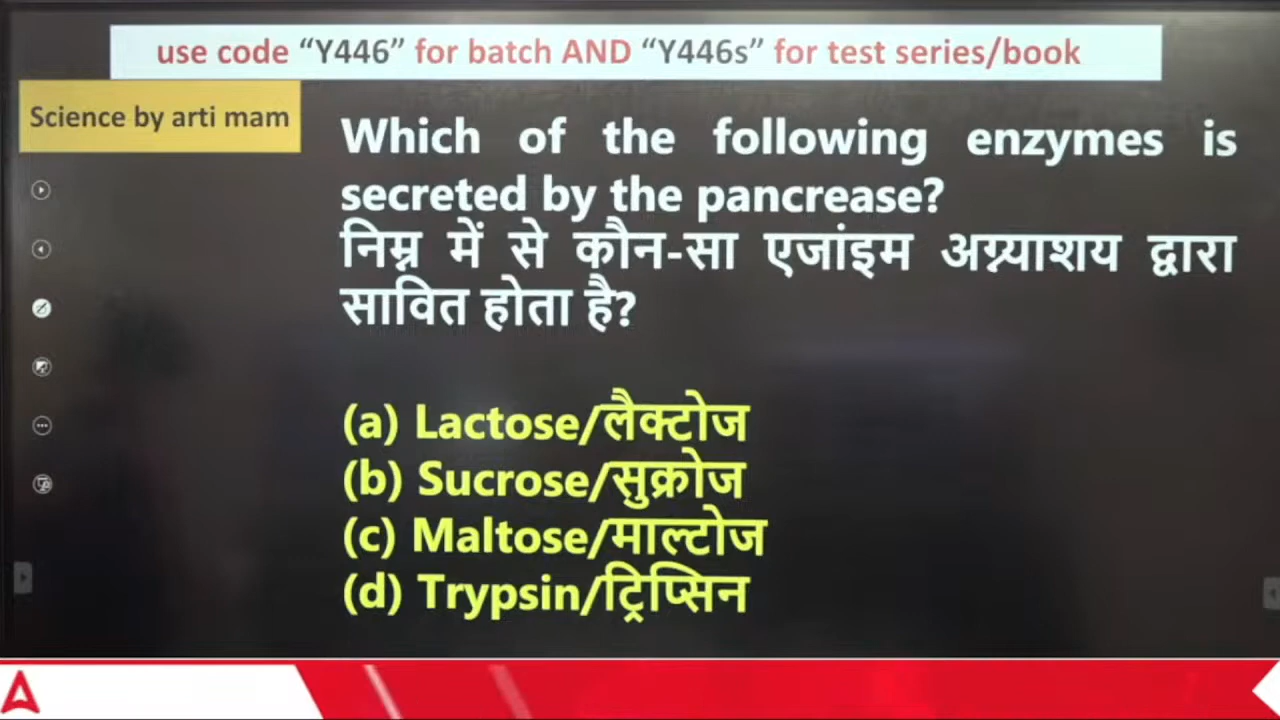 use code “Y446” for batch AND “Y446s” for test series/book
Science by arti mam
Which of the following enzymes is
secreted by the pancrease?
निम्न में से कौन-सा एजांइम अग्न्याशय द्वारा
सावित होता है?
(a) Lactose/लैक्टोज
(b) Sucrose/सुक्रोज
(c) Maltose/माल्टोज
(d) Trypsin/ट्रिप्सिन